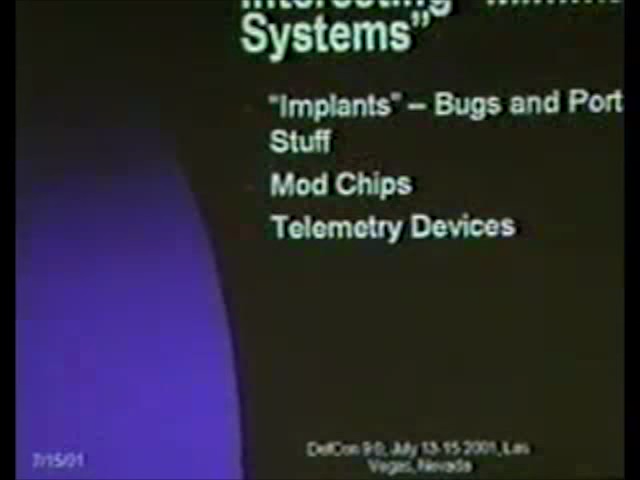 Interesting
Systems”
“Implants” – Bugs and Port
Stuff
Mod Chips
Telemetry Devices
7/15/01
DefCon 9.0, July 13-15 2001, Las
Vegas, Nevada